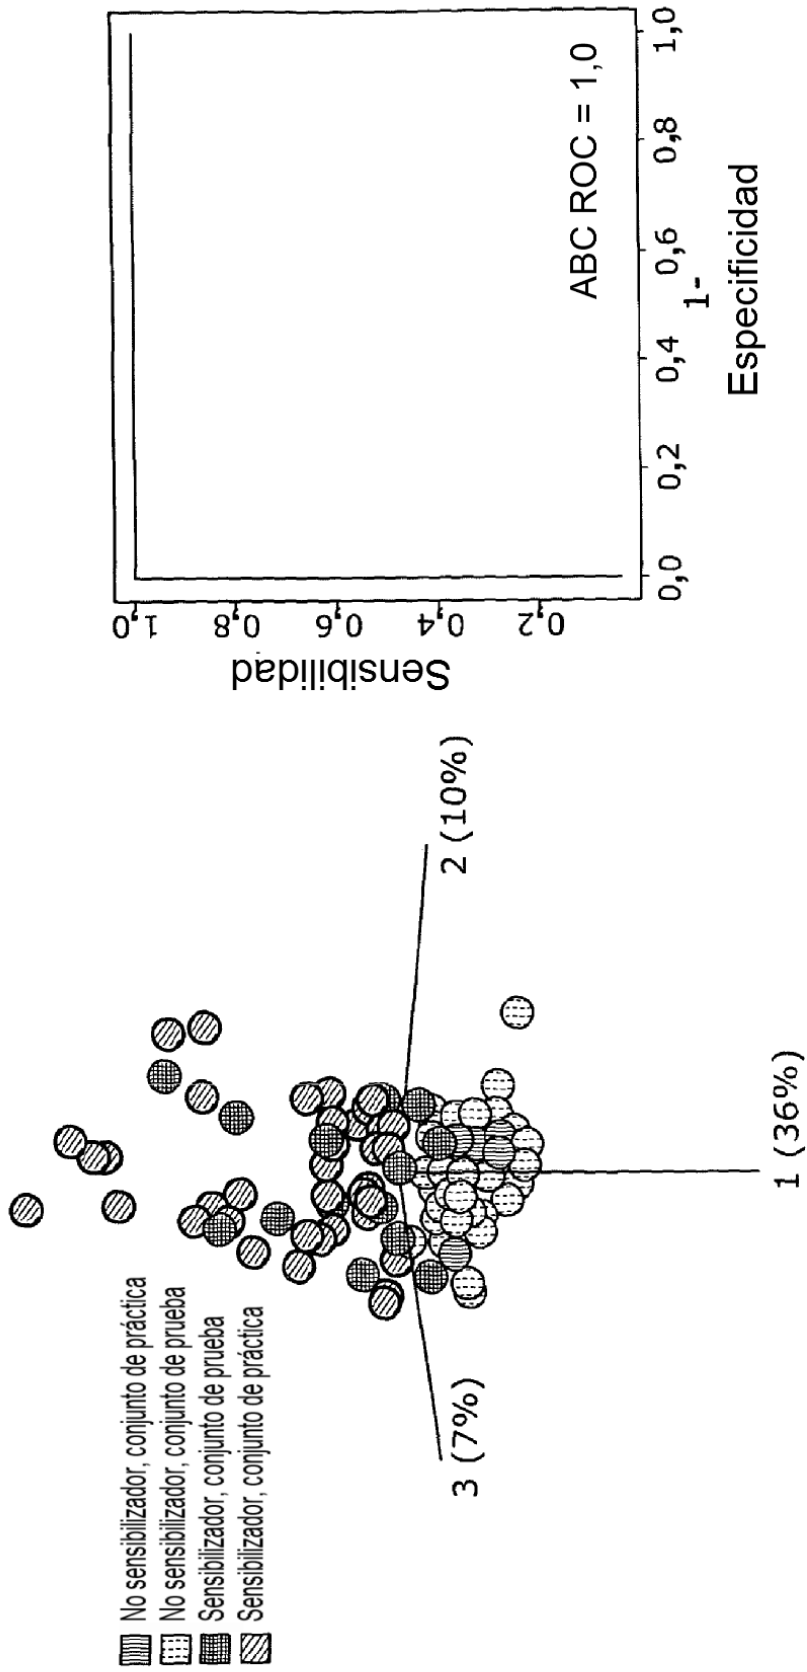 No sensibilizador, conjunto de práctica
No sensibilizador, conjunto de prueba
Sensibilizador, conjunto de prueba
Sensibilizador, conjunto de práctica
3 (7%)
1 (36%)
2 (10%)
Sensibilidad
1,0
0,8
0,6
0,4
0,2
0,0
0,2
0,4
0,6
0,8
1,0
ABC ROC = 1,0
1-
Especificidad